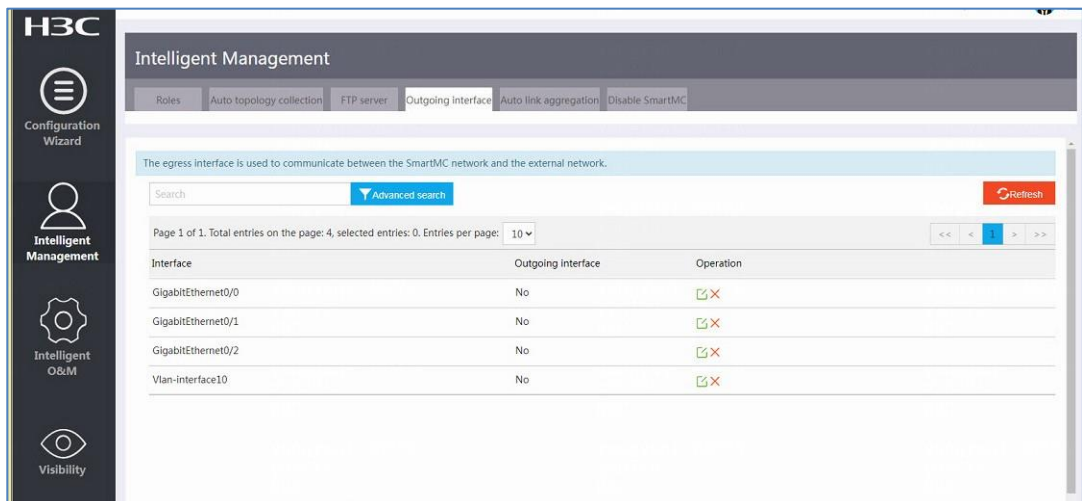 H3C
Configuration
Wizard
Intelligent
Management
Intelligent
O&M
Visibility
Intelligent Management
Roles Auto topology collection FTP server Outgoing interface Auto link aggregation Disable SmartMC
The egress interface is used to communicate between the SmartMC network and the external network.
Search Advanced search Refresh
Page 1 of 1. Total entries on the page: 4, selected entries: 0. Entries per page: 10 << < 1 > >>
Interface Outgoing interface Operation
GigabitEthernet0/0 No
GigabitEthernet0/1 No
GigabitEthernet0/2 No
Vlan-interface10 No